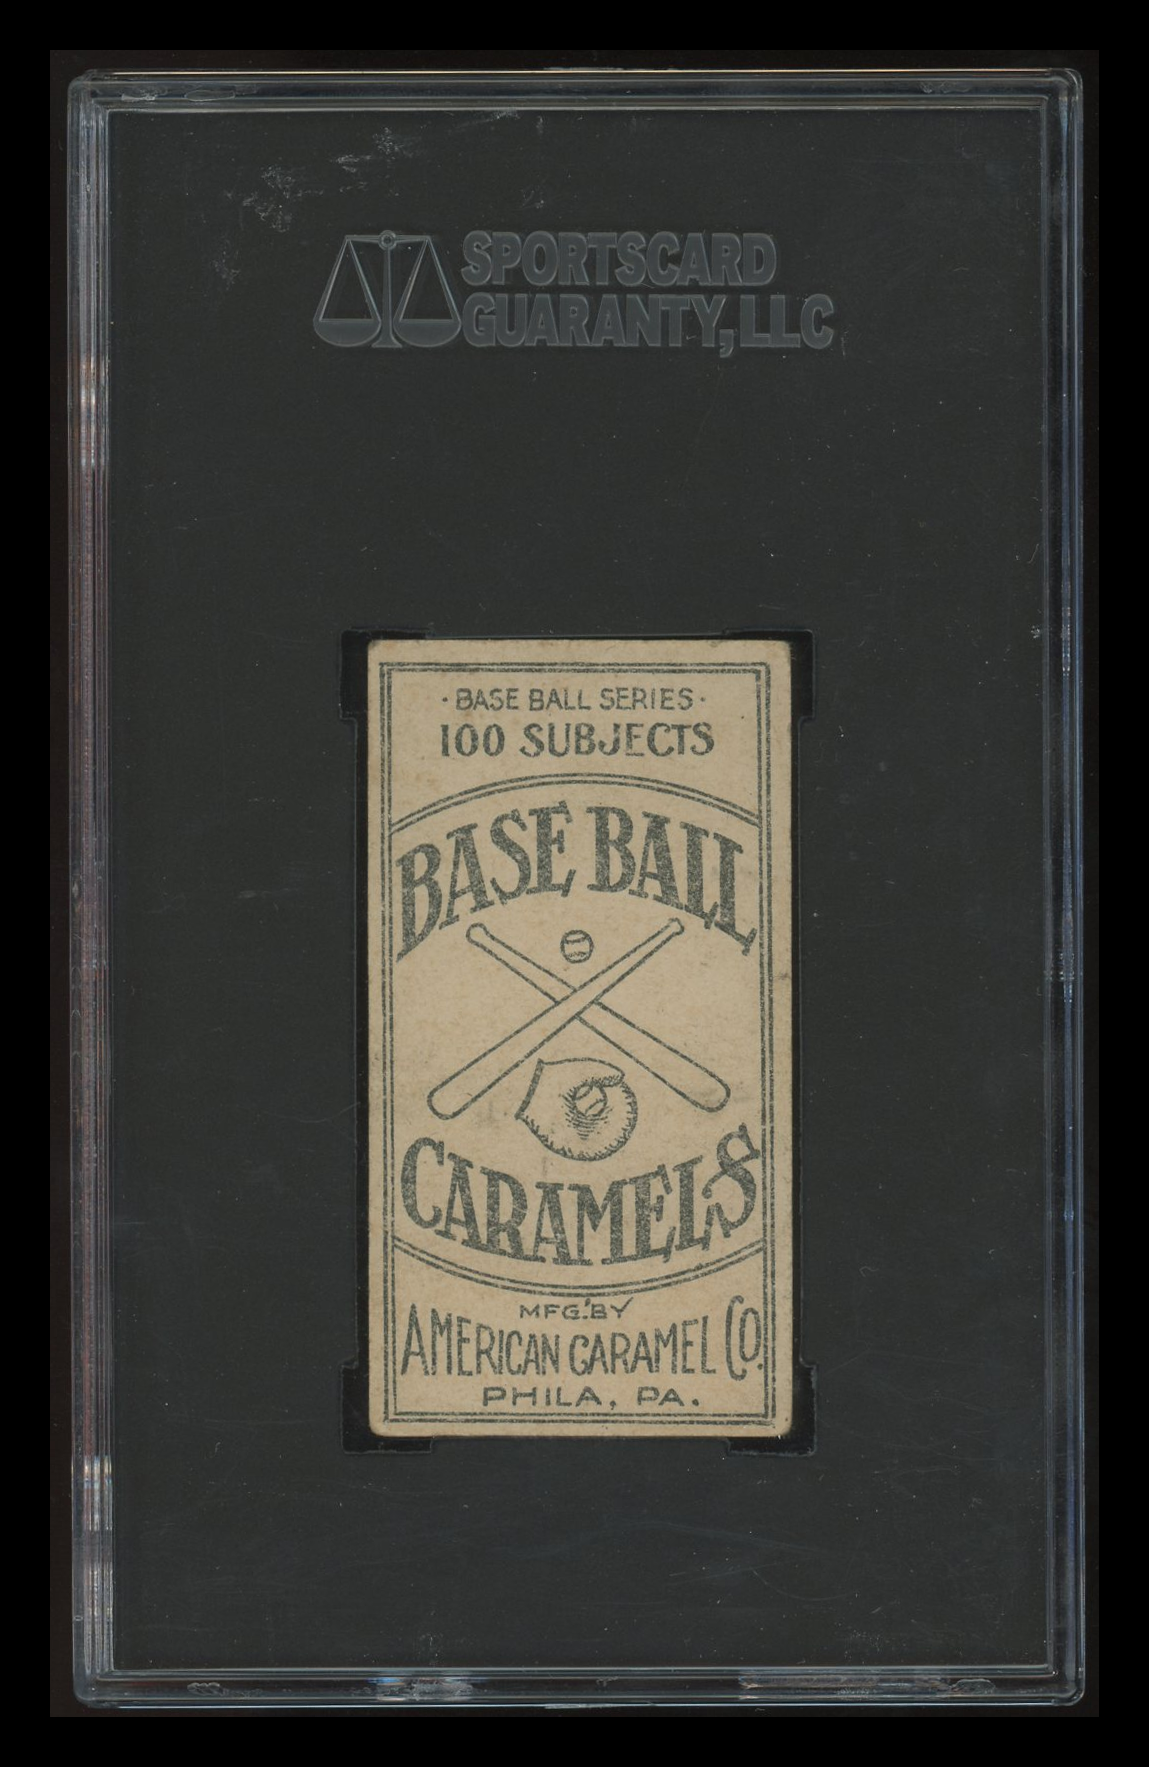 SPORTSCARD
GUARANTY, LLC
· BASE BALL SERIES ·
100 SUBJECTS
BASE BALL
CARAMELS
MFG. BY
AMERICAN CARAMEL CO.
PHILA, PA.